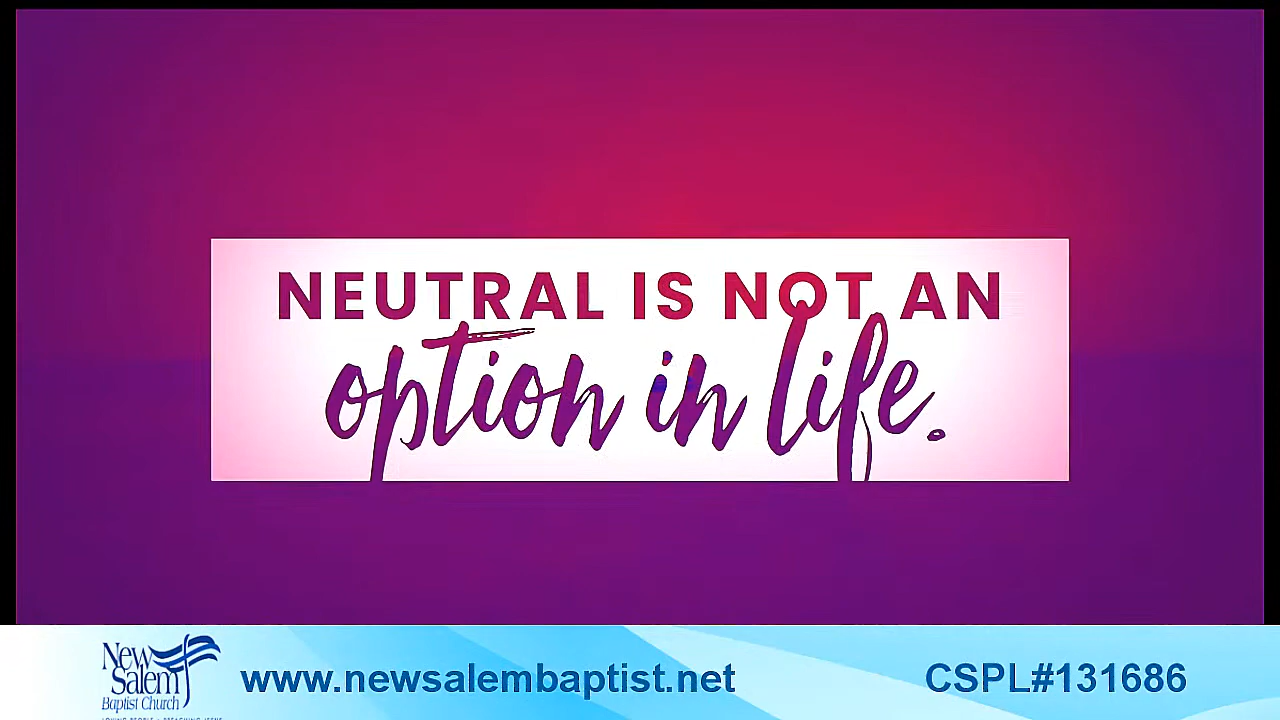 NEUTRAL IS NOT AN
option in life.
New
Salem
Baptist Church
www.newsalembaptist.net
CSPL#131686